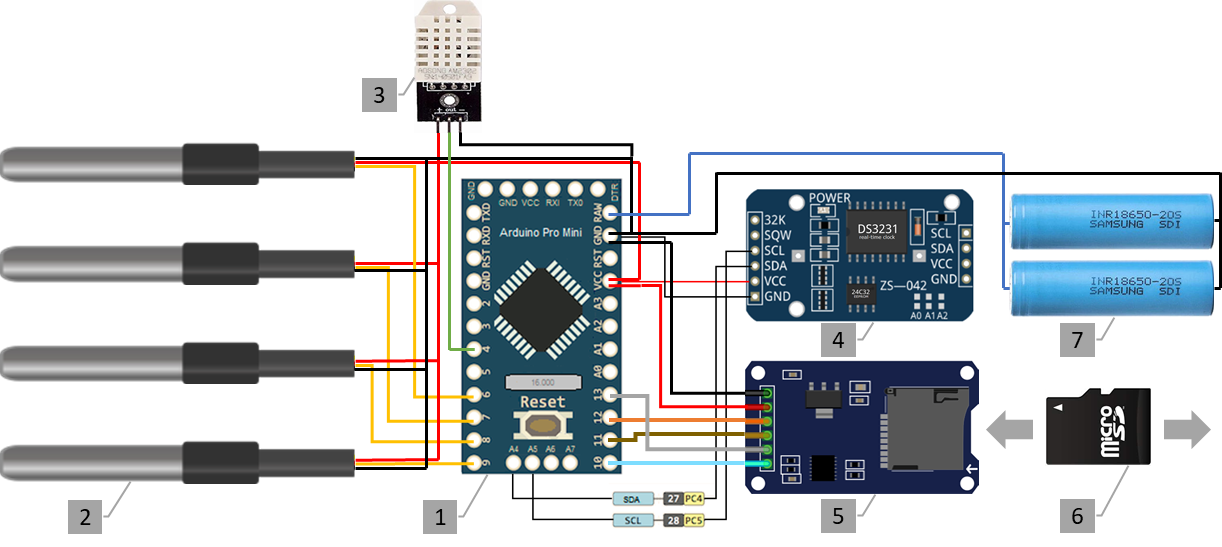 3
+ out −
GND
GND VCC RXI TX0
DTR
TXD
RXD
RST
GND
2
3
4
5
6
7
8
9
RAW
GND
RST
VCC
A3
A2
A1
A0
13
12
11
10
Arduino Pro Mini
16.000
Reset
A4 A5 A6 A7
POWER
32K
SQW
SCL
SDA
VCC
GND
DS3231
real-time clock
24C32
ZS—042
A0 A1 A2
SCL
SDA
VCC
GND
INR18650-20S
SAMSUNG SDI
INR18650-20S
SAMSUNG SDI
4
7
micro
SD
SDA 27 PC4
SCL 28 PC5
2
1
5
6